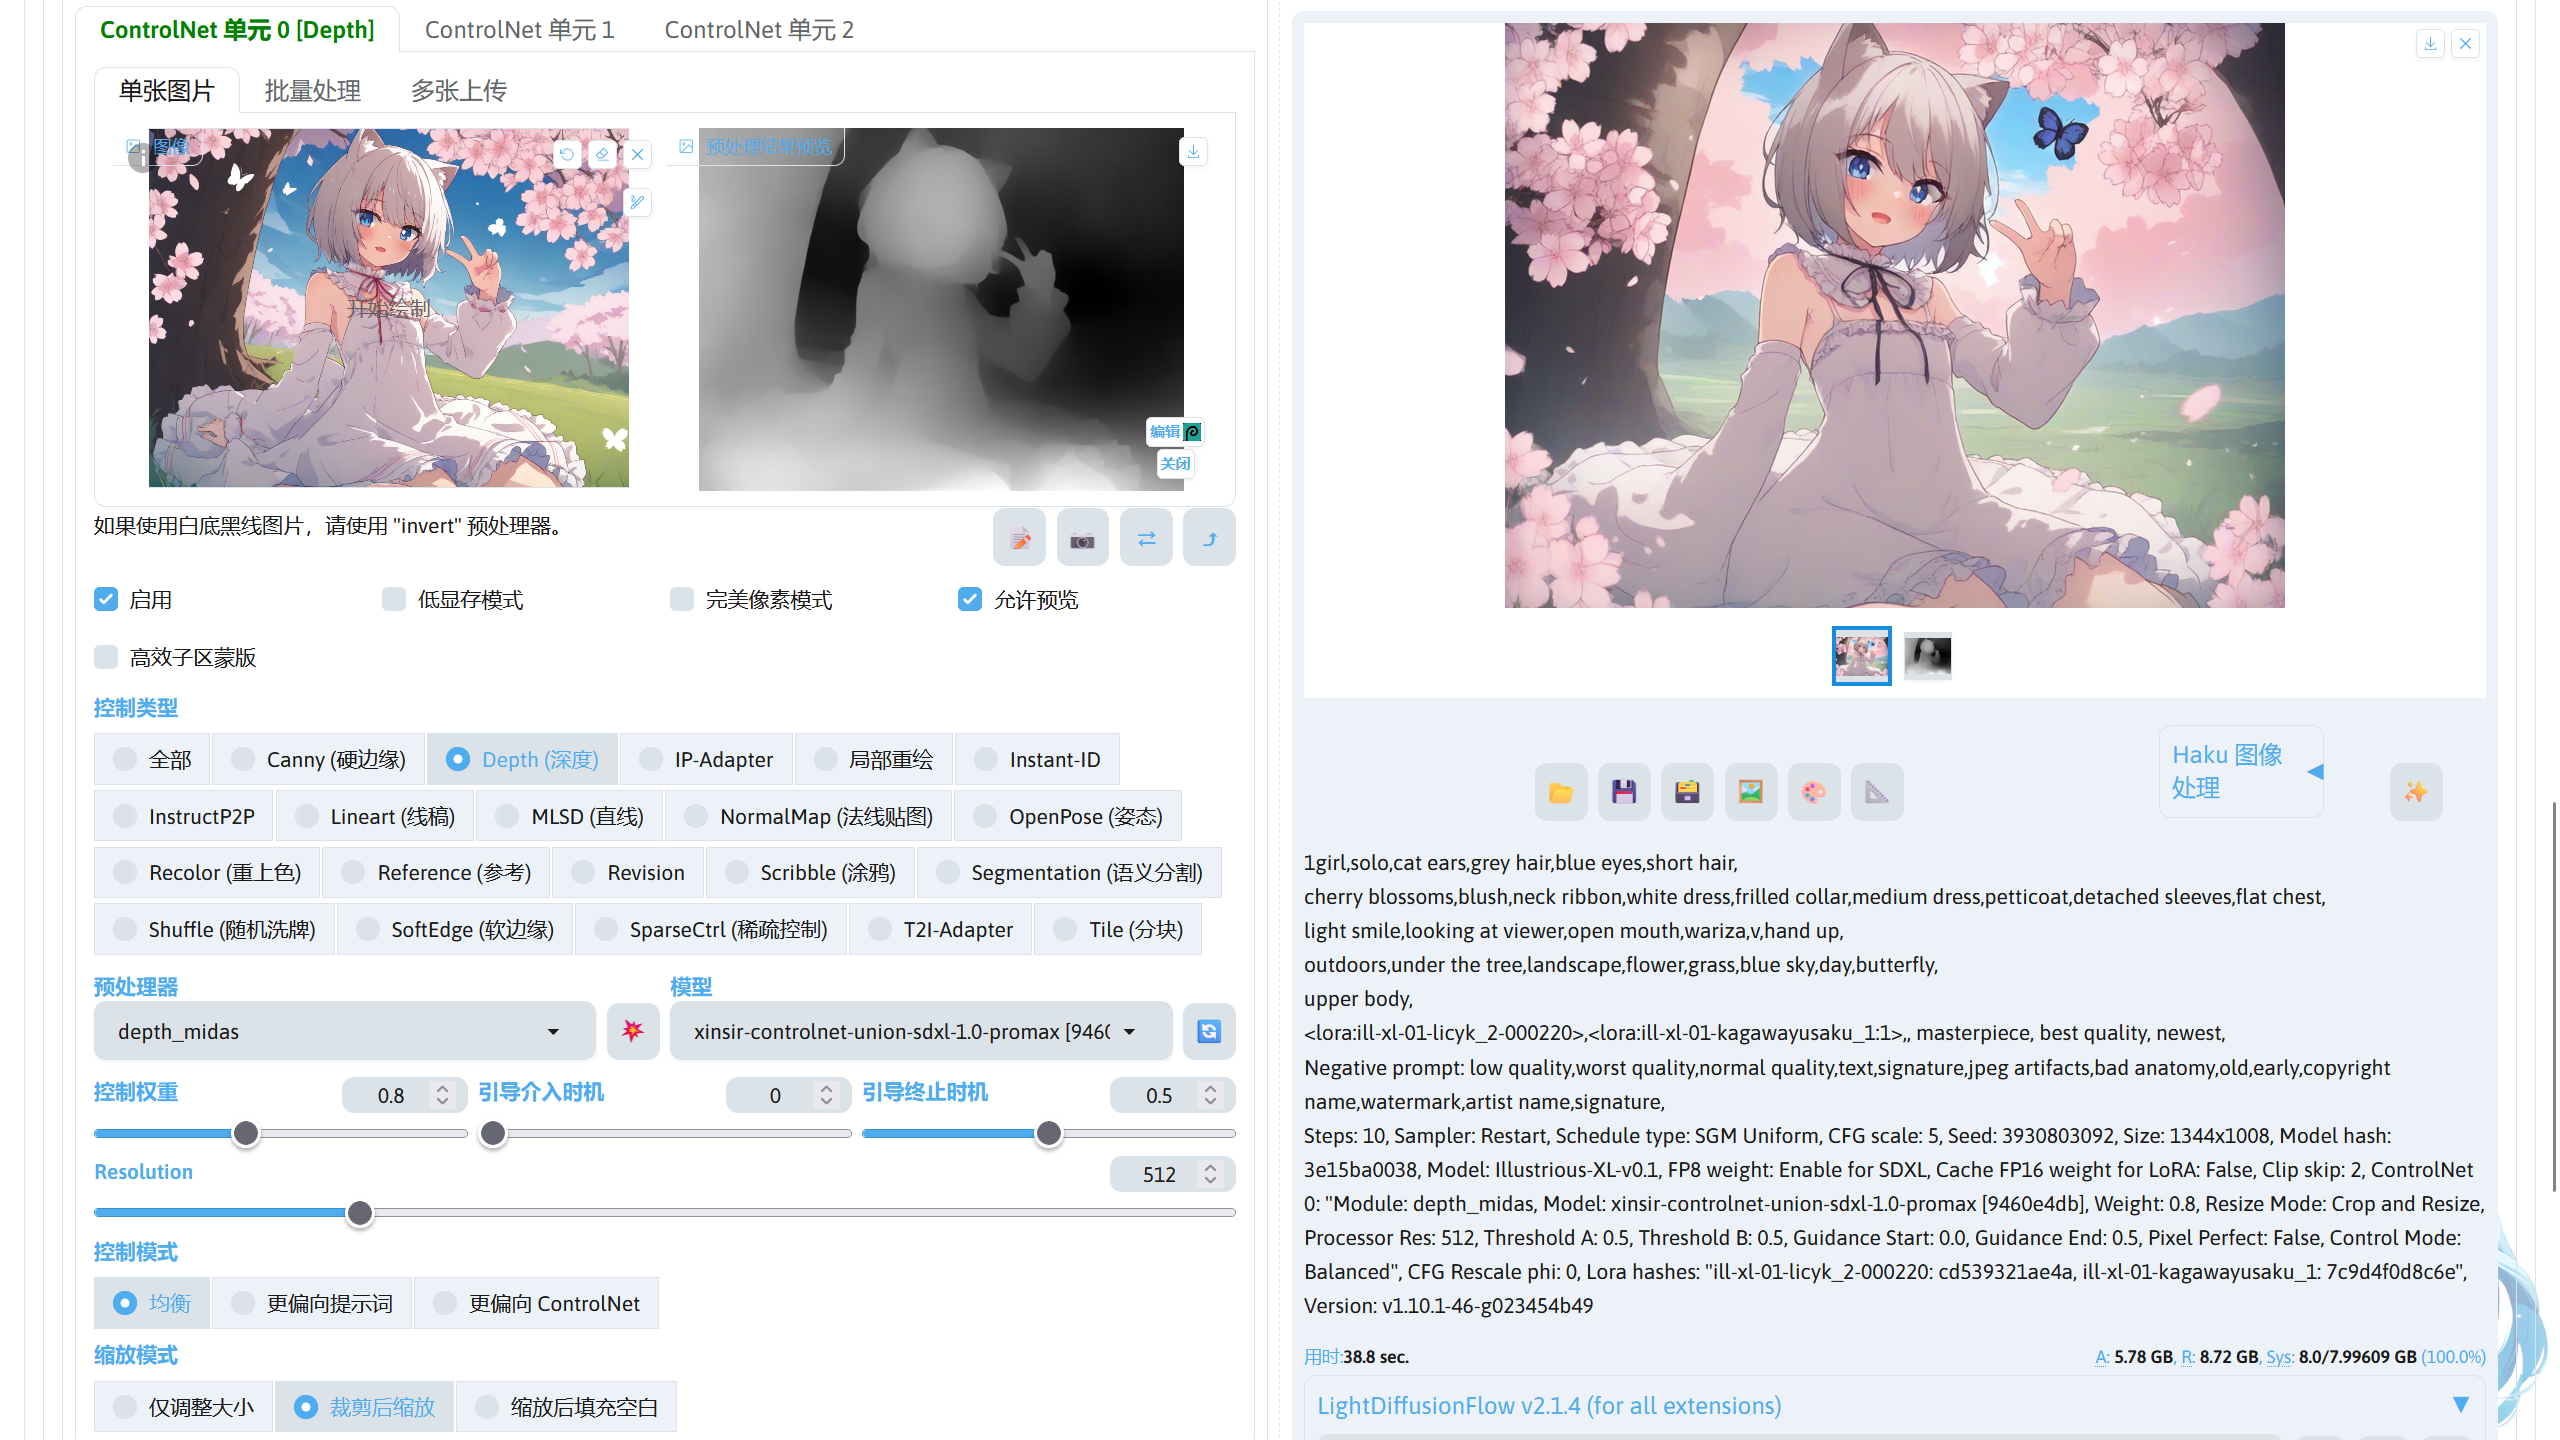 ControlNet 单元 0 [Depth]
ControlNet 单元 1
ControlNet 单元 2
单张图片
批量处理
多张上传
图像
预处理结果预览
开始绘制
编辑
关闭
如果使用白底黑线图片，请使用 "invert" 预处理器。
启用
低显存模式
完美像素模式
允许预览
高效子区蒙版
控制类型
全部
Canny (硬边缘)
Depth (深度)
IP-Adapter
局部重绘
Instant-ID
InstructP2P
Lineart (线稿)
MLSD (直线)
NormalMap (法线贴图)
OpenPose (姿态)
Recolor (重上色)
Reference (参考)
Revision
Scribble (涂鸦)
Segmentation (语义分割)
Shuffle (随机洗牌)
SoftEdge (软边缘)
SparseCtrl (稀疏控制)
T2I-Adapter
Tile (分块)
预处理器
模型
depth_midas
xinsir-controlnet-union-sdxl-1.0-promax [9460
控制权重
0.8
引导介入时机
0
引导终止时机
0.5
Resolution
512
控制模式
均衡
更偏向提示词
更偏向 ControlNet
缩放模式
仅调整大小
裁剪后缩放
缩放后填充空白
Haku 图像
处理
1girl,solo,cat ears,grey hair,blue eyes,short hair,
cherry blossoms,blush,neck ribbon,white dress,frilled collar,medium dress,petticoat,detached sleeves,flat chest,
light smile,looking at viewer,open mouth,wariza,v,hand up,
outdoors,under the tree,landscape,flower,grass,blue sky,day,butterfly,
upper body,
<lora:ill-xl-01-licyk_2-000220>,<lora:ill-xl-01-kagawayusaku_1:1>,, masterpiece, best quality, newest,
Negative prompt: low quality,worst quality,normal quality,text,signature,jpeg artifacts,bad anatomy,old,early,copyright
name,watermark,artist name,signature,
Steps: 10, Sampler: Restart, Schedule type: SGM Uniform, CFG scale: 5, Seed: 3930803092, Size: 1344x1008, Model hash:
3e15ba0038, Model: Illustrious-XL-v0.1, FP8 weight: Enable for SDXL, Cache FP16 weight for LoRA: False, Clip skip: 2, ControlNet
0: "Module: depth_midas, Model: xinsir-controlnet-union-sdxl-1.0-promax [9460e4db], Weight: 0.8, Resize Mode: Crop and Resize,
Processor Res: 512, Threshold A: 0.5, Threshold B: 0.5, Guidance Start: 0.0, Guidance End: 0.5, Pixel Perfect: False, Control Mode:
Balanced", CFG Rescale phi: 0, Lora hashes: "ill-xl-01-licyk_2-000220: cd539321ae4a, ill-xl-01-kagawayusaku_1: 7c9d4f0d8c6e",
Version: v1.10.1-46-g023454b49
用时:38.8 sec.
A: 5.78 GB, R: 8.72 GB, Sys: 8.0/7.99609 GB (100.0%)
LightDiffusionFlow v2.1.4 (for all extensions)